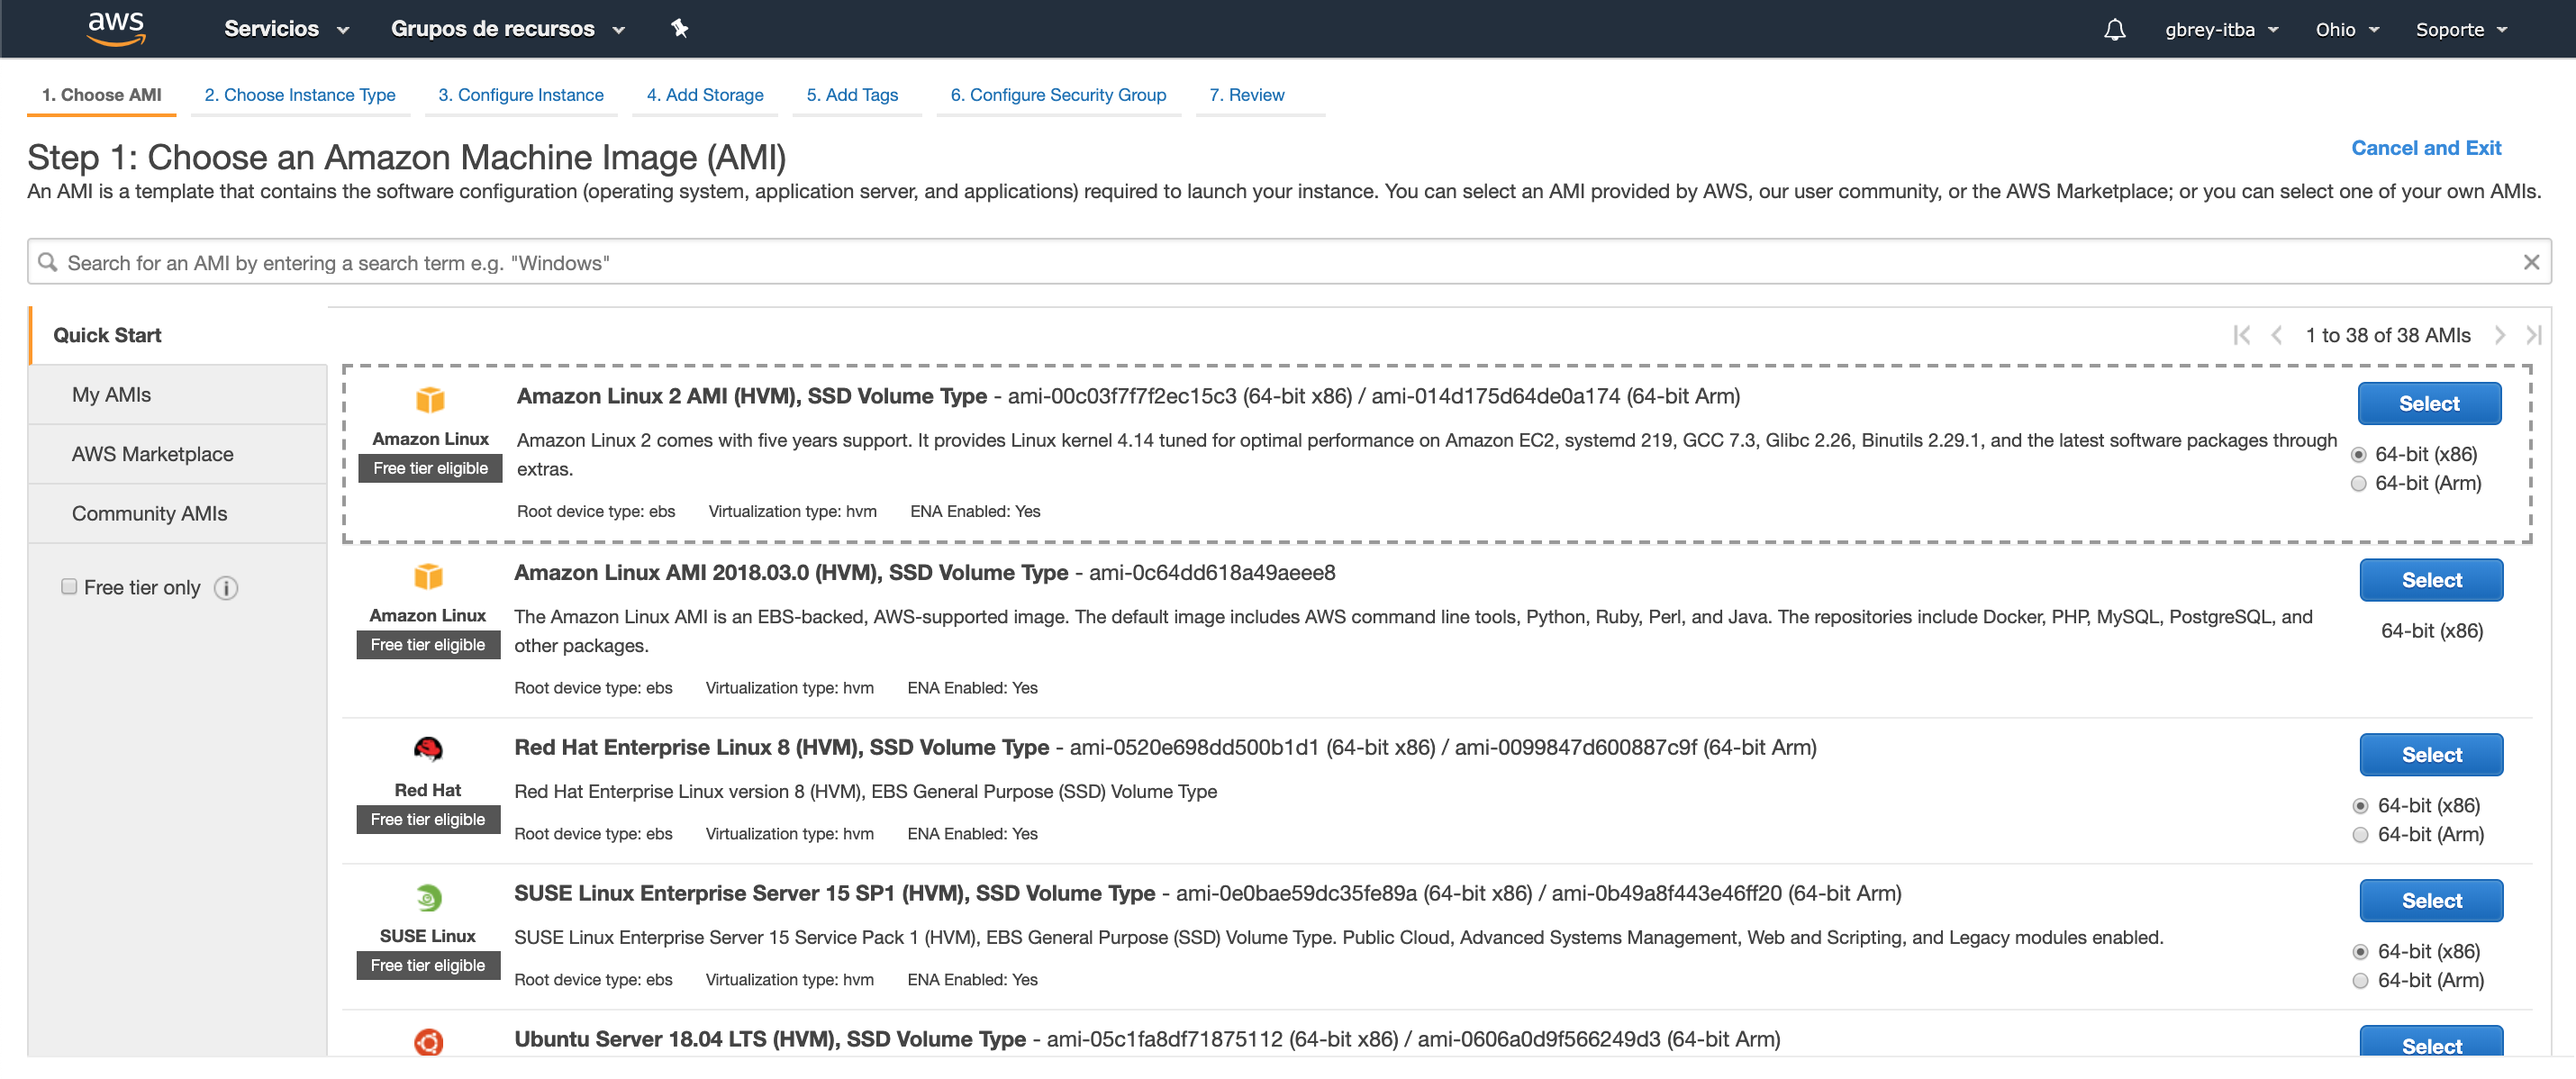 aws Servicios Grupos de recursos gbrey-itba Ohio Soporte
1. Choose AMI 2. Choose Instance Type 3. Configure Instance 4. Add Storage 5. Add Tags 6. Configure Security Group 7. Review
Step 1: Choose an Amazon Machine Image (AMI)
Cancel and Exit
An AMI is a template that contains the software configuration (operating system, application server, and applications) required to launch your instance. You can select an AMI provided by AWS, our user community, or the AWS Marketplace; or you can select one of your own AMIs.
Search for an AMI by entering a search term e.g. "Windows"
Quick Start
1 to 38 of 38 AMIs
My AMIs
AWS Marketplace
Community AMIs
Free tier only
Amazon Linux
Free tier eligible
Amazon Linux 2 AMI (HVM), SSD Volume Type - ami-00c03f7f7f2ec15c3 (64-bit x86) / ami-014d175d64de0a174 (64-bit Arm)
Amazon Linux 2 comes with five years support. It provides Linux kernel 4.14 tuned for optimal performance on Amazon EC2, systemd 219, GCC 7.3, Glibc 2.26, Binutils 2.29.1, and the latest software packages through
extras.
Root device type: ebs Virtualization type: hvm ENA Enabled: Yes
Select
64-bit (x86)
64-bit (Arm)
Amazon Linux
Free tier eligible
Amazon Linux AMI 2018.03.0 (HVM), SSD Volume Type - ami-0c64dd618a49aeee8
The Amazon Linux AMI is an EBS-backed, AWS-supported image. The default image includes AWS command line tools, Python, Ruby, Perl, and Java. The repositories include Docker, PHP, MySQL, PostgreSQL, and
other packages.
Root device type: ebs Virtualization type: hvm ENA Enabled: Yes
Select
64-bit (x86)
Red Hat
Free tier eligible
Red Hat Enterprise Linux 8 (HVM), SSD Volume Type - ami-0520e698dd500b1d1 (64-bit x86) / ami-0099847d600887c9f (64-bit Arm)
Red Hat Enterprise Linux version 8 (HVM), EBS General Purpose (SSD) Volume Type
Root device type: ebs Virtualization type: hvm ENA Enabled: Yes
Select
64-bit (x86)
64-bit (Arm)
SUSE Linux
Free tier eligible
SUSE Linux Enterprise Server 15 SP1 (HVM), SSD Volume Type - ami-0e0bae59dc35fe89a (64-bit x86) / ami-0b49a8f443e46ff20 (64-bit Arm)
SUSE Linux Enterprise Server 15 Service Pack 1 (HVM), EBS General Purpose (SSD) Volume Type. Public Cloud, Advanced Systems Management, Web and Scripting, and Legacy modules enabled.
Root device type: ebs Virtualization type: hvm ENA Enabled: Yes
Select
64-bit (x86)
64-bit (Arm)
Ubuntu Server 18.04 LTS (HVM), SSD Volume Type - ami-05c1fa8df71875112 (64-bit x86) / ami-0606a0d9f566249d3 (64-bit Arm)
Select